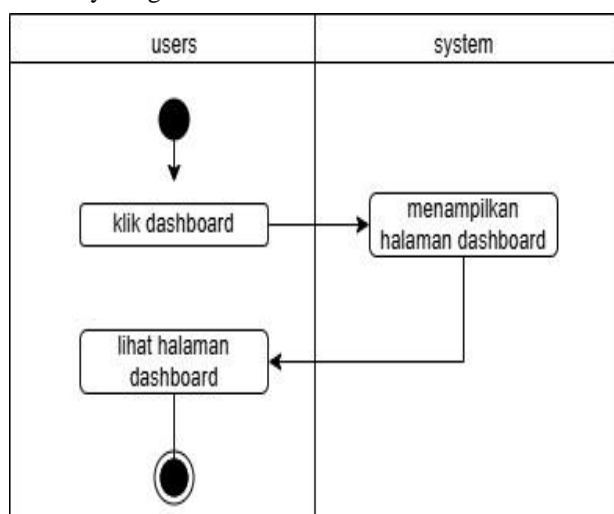 users
system
klik dashboard
menampilkan
halaman dashboard
lihat halaman
dashboard